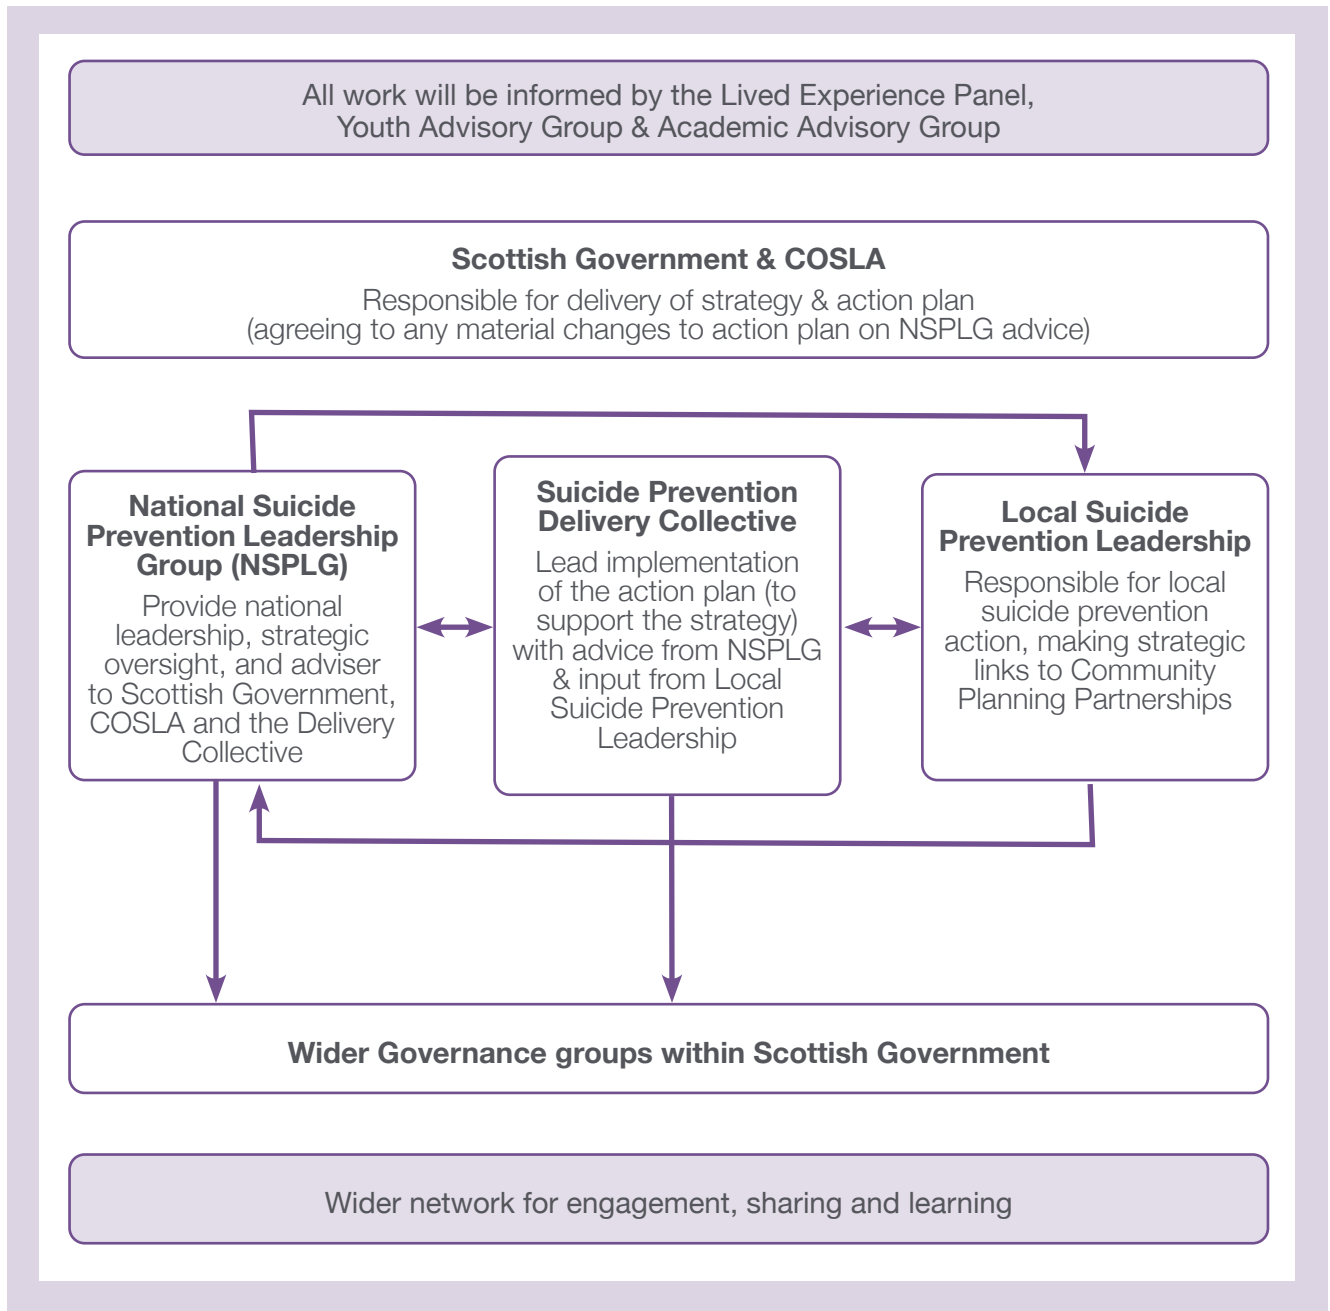 All work will be informed by the Lived Experience Panel,
Youth Advisory Group & Academic Advisory Group
Scottish Government & COSLA
Responsible for delivery of strategy & action plan
(agreeing to any material changes to action plan on NSPLG advice)
National Suicide
Prevention Leadership
Group (NSPLG)
Provide national
leadership, strategic
oversight, and adviser
to Scottish Government,
COSLA and the Delivery
Collective
Suicide Prevention
Delivery Collective
Lead implementation
of the action plan (to
support the strategy)
with advice from NSPLG
& input from Local
Suicide Prevention
Leadership
Local Suicide
Prevention Leadership
Responsible for local
suicide prevention
action, making strategic
links to Community
Planning Partnerships
Wider Governance groups within Scottish Government
Wider network for engagement, sharing and learning